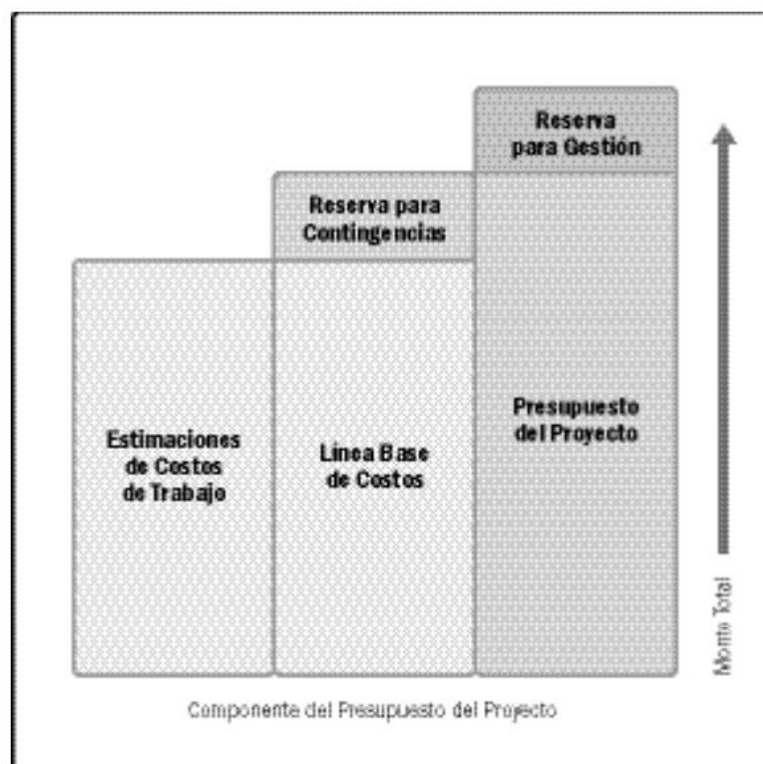 Reserva
para Gestión
Reserva para
Contingencias
Estimaciones
de Costos
de Trabajo
Línea Base
de Costos
Presupuesto
del Proyecto
Monto Total
Componente del Presupuesto del Proyecto